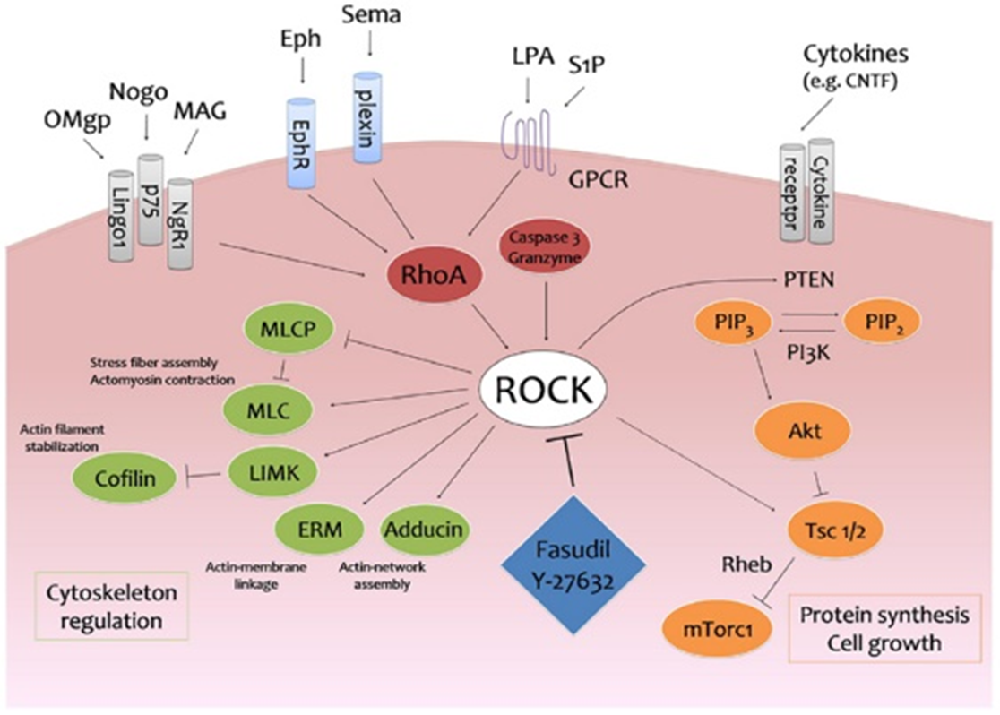 Sema
Eph
LPA
S1P
Cytokines
(e.g. CNTF)
Nogo
OMgp
MAG
EphR
plexin
GPCR
Lingo1
p75
NgR1
receptpr
Cytokine
RhoA
Caspase 3
Granzyme
PTEN
MLCP
PIP3
PIP2
PI3K
Stress fiber assembly
Actomyosin contraction
ROCK
MLC
Actin filament
stabilization
Akt
Cofilin
LIMK
ERM
Adducin
Fasudil
Y-27632
Tsc 1/2
Actin-membrane
linkage
Actin-network
assembly
Rheb
Cytoskeleton
regulation
mTorc1
Protein synthesis
Cell growth